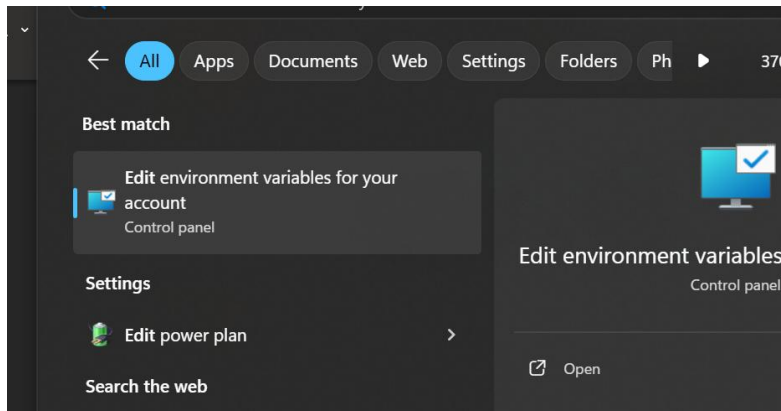 All Apps Documents Web Settings Folders Ph
Best match
Edit environment variables for your
account
Control panel
Settings
Edit power plan
Search the web
Edit environment variables
Control panel
Open